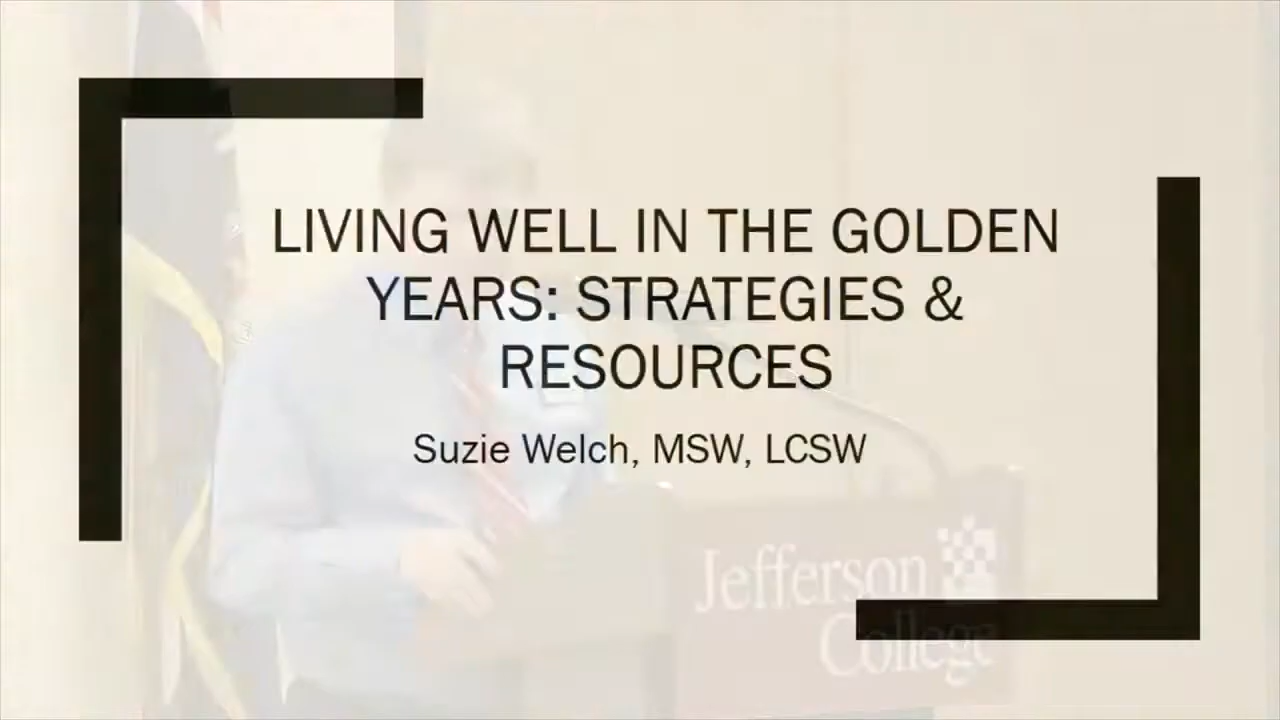 LIVING WELL IN THE GOLDEN
YEARS: STRATEGIES &
RESOURCES
Suzie Welch, MSW, LCSW
Jefferson
College